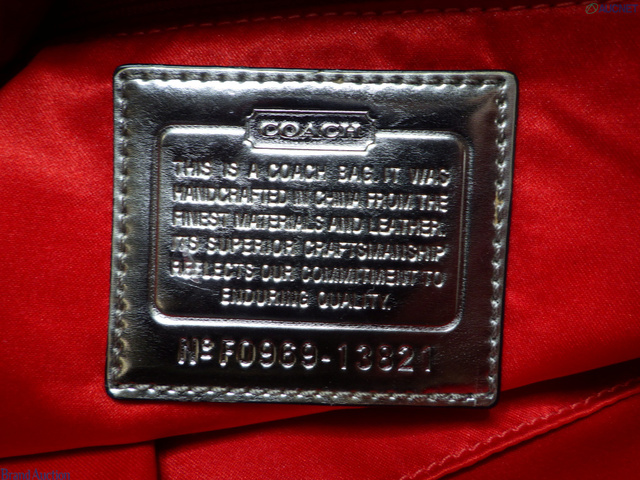 COACH
THIS IS A COACH BAG. IT WAS
HANDCRAFTED IN CHINA FROM THE
FINEST MATERIALS AND LEATHER.
ITS SUPERIOR CRAFTSMANSHIP
REFLECTS OUR COMMITMENT TO
ENDURING QUALITY.
Nº F0969-13821